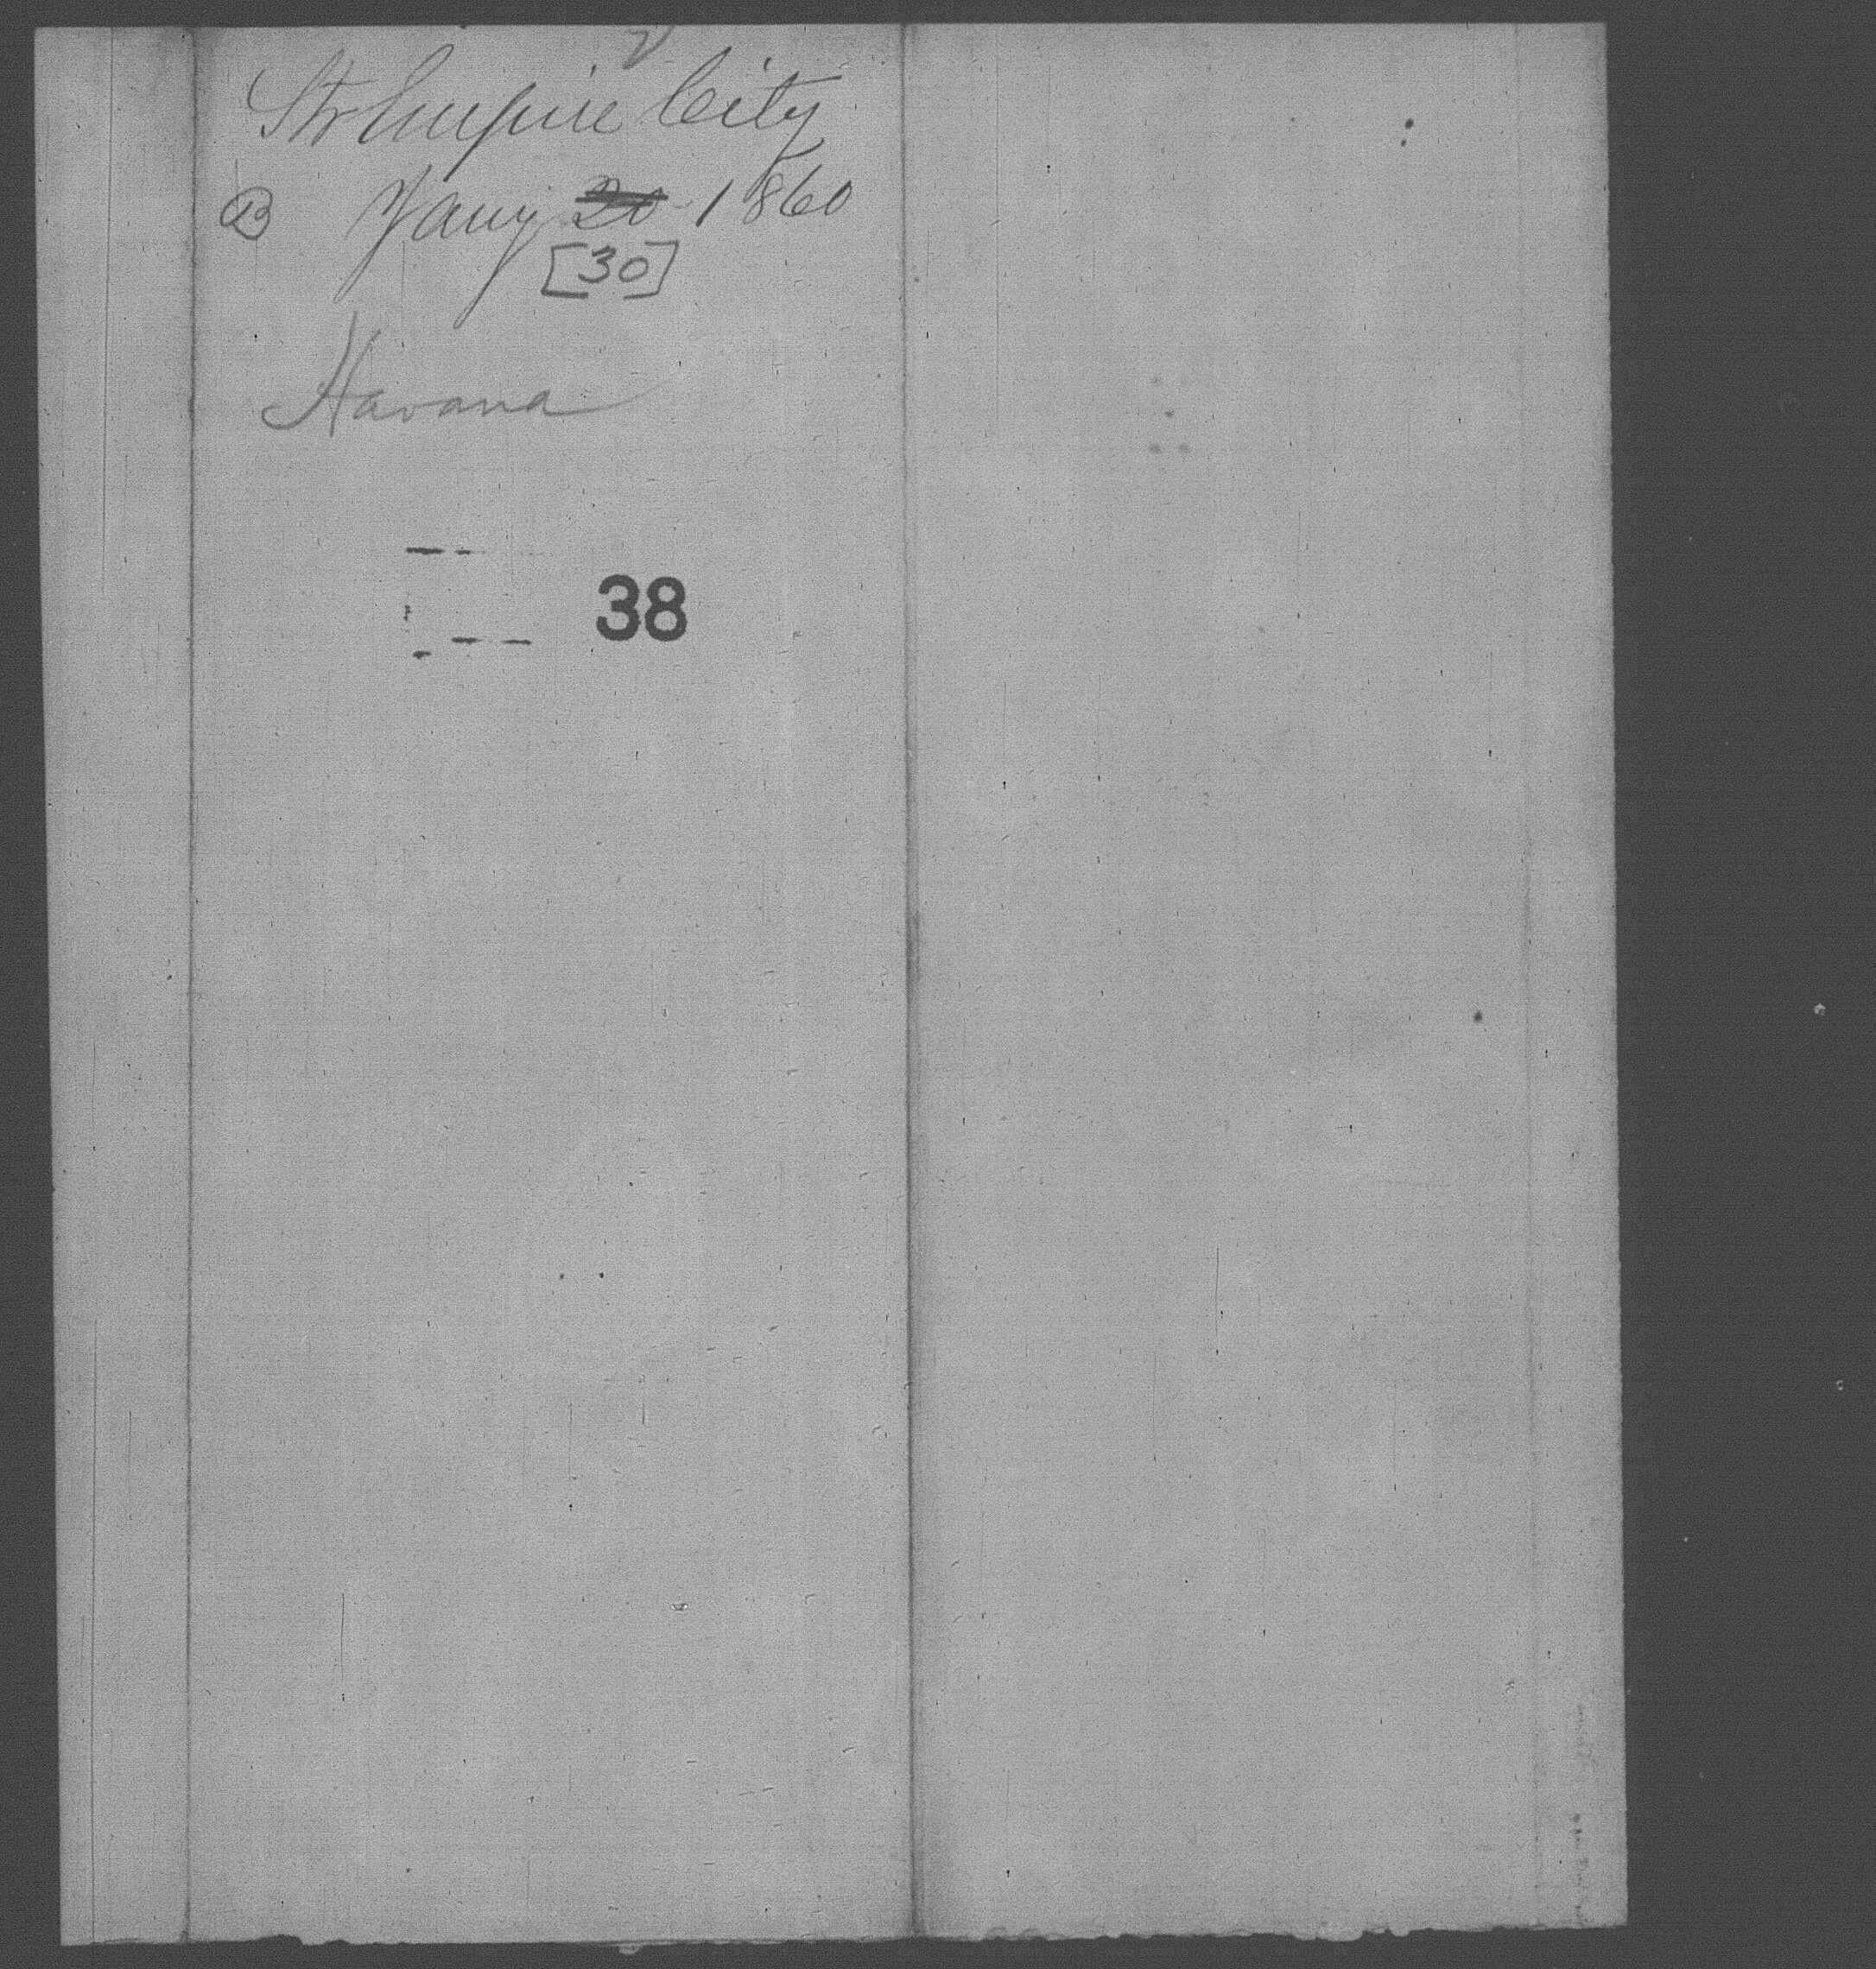 Str Empire City
B Jany 20 1860
[30]
Havana
38